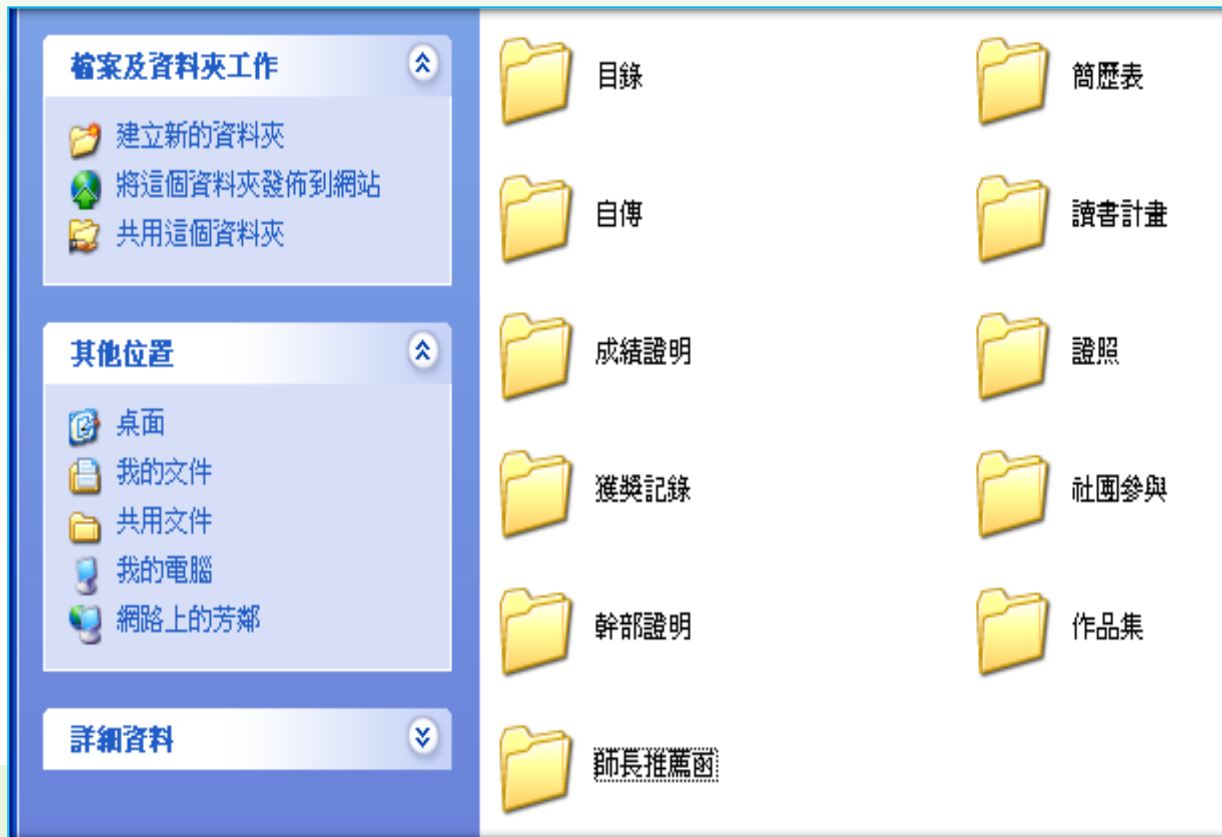 檔案及資料夾工作
建立新的資料夾
將這個資料夾發佈到網站
共用這個資料夾
其他位置
桌面
我的文件
共用文件
我的電腦
網路上的芳鄰
詳細資料
目錄
簡歷表
自傳
讀書計畫
成績證明
證照
獲獎記錄
社團參與
幹部證明
作品集
師長推薦函